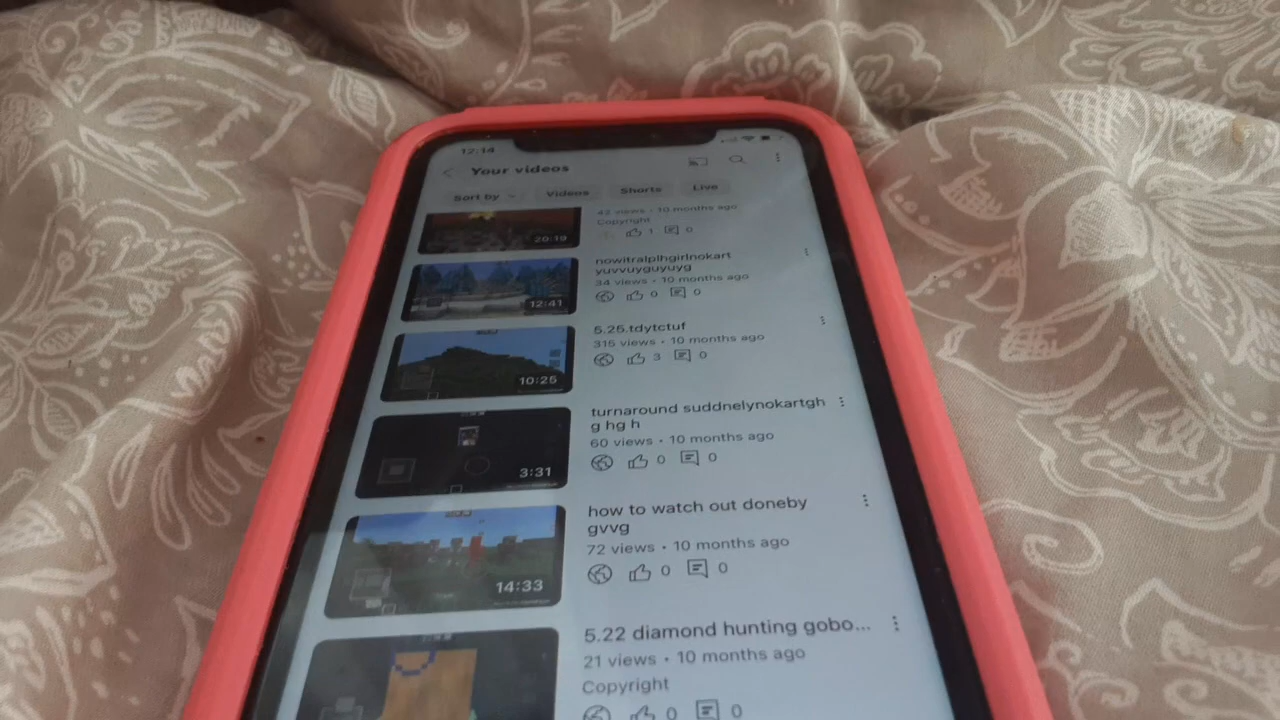 12:14
Your videos
Sort by
Videos
Shorts
Live
20:19
43 views • 10 months ago
Copyright
1
0
12:41
nowitralplhgirlnokart
yuvvuyguyuyg
34 views • 10 months ago
0
0
10:25
5.25.tdytctuf
315 views • 10 months ago
3
0
3:31
turnaround suddnelynokartgh
g hg h
60 views • 10 months ago
0
0
14:33
how to watch out doneby
gvvg
72 views • 10 months ago
0
0
5.22 diamond hunting gobo...
21 views • 10 months ago
Copyright
0
0